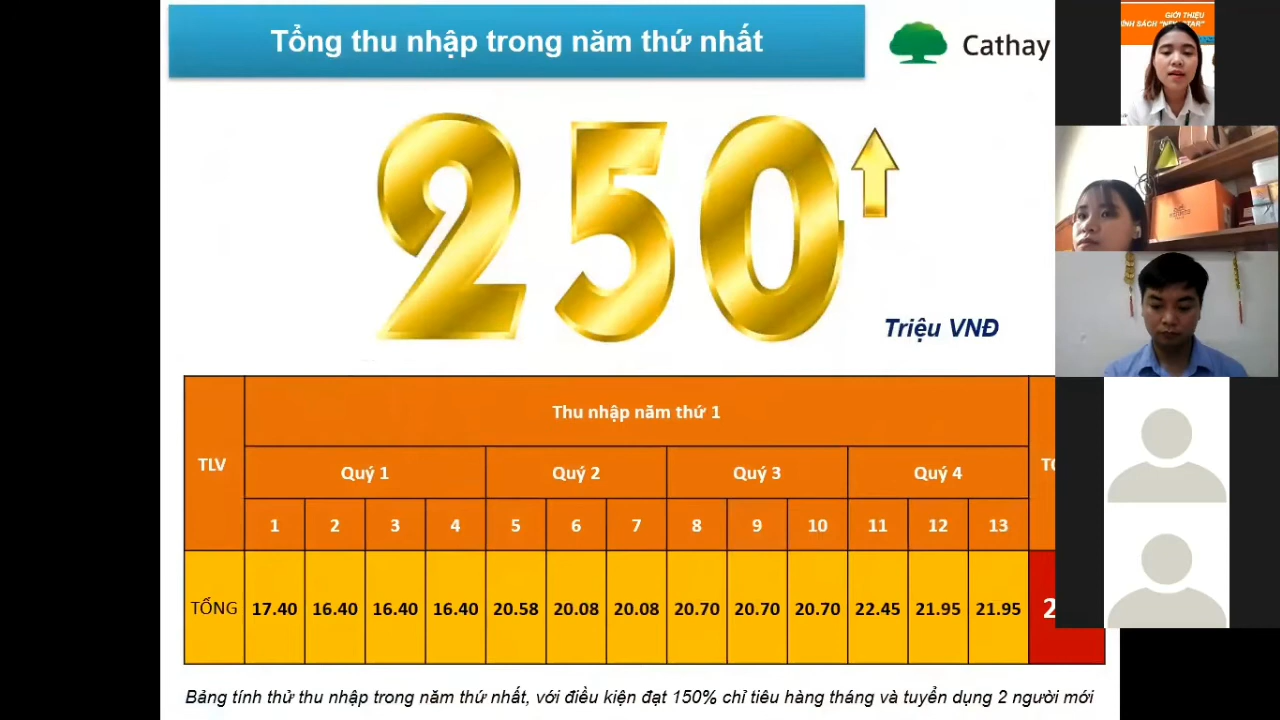 Tổng thu nhập trong năm thứ nhất
Cathay
250
Triệu VNĐ
TLV
Thu nhập năm thứ 1
Quý 1
Quý 2
Quý 3
Quý 4
1 2 3 4 5 6 7 8 9 10 11 12 13
TỔNG 17.40 16.40 16.40 16.40 20.58 20.08 20.08 20.70 20.70 20.70 22.45 21.95 21.95 2
Bảng tính thử thu nhập trong năm thứ nhất, với điều kiện đạt 150% chỉ tiêu hàng tháng và tuyển dụng 2 người mới
GIỚI THIỆU